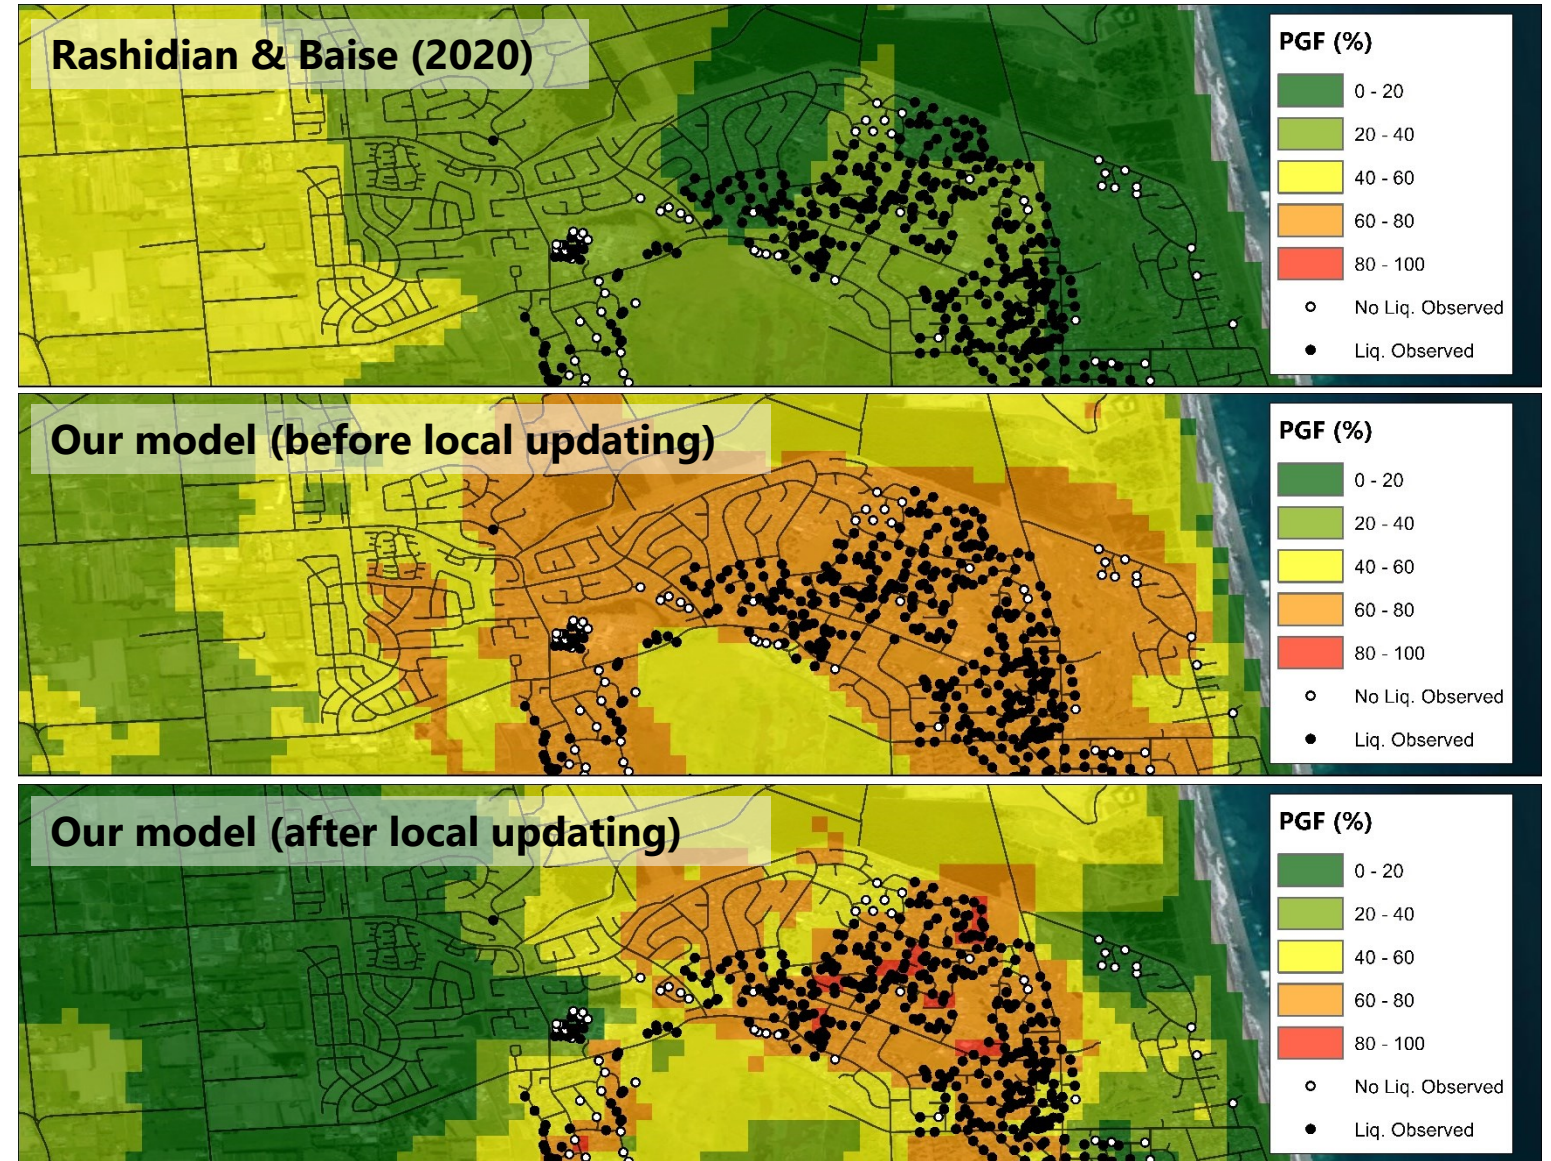 Rashidian & Baise (2020)
PGF (%)
0 - 20
20 - 40
40 - 60
60 - 80
80 - 100
No Liq. Observed
Liq. Observed
Our model (before local updating)
PGF (%)
0 - 20
20 - 40
40 - 60
60 - 80
80 - 100
No Liq. Observed
Liq. Observed
Our model (after local updating)
PGF (%)
0 - 20
20 - 40
40 - 60
60 - 80
80 - 100
No Liq. Observed
Liq. Observed